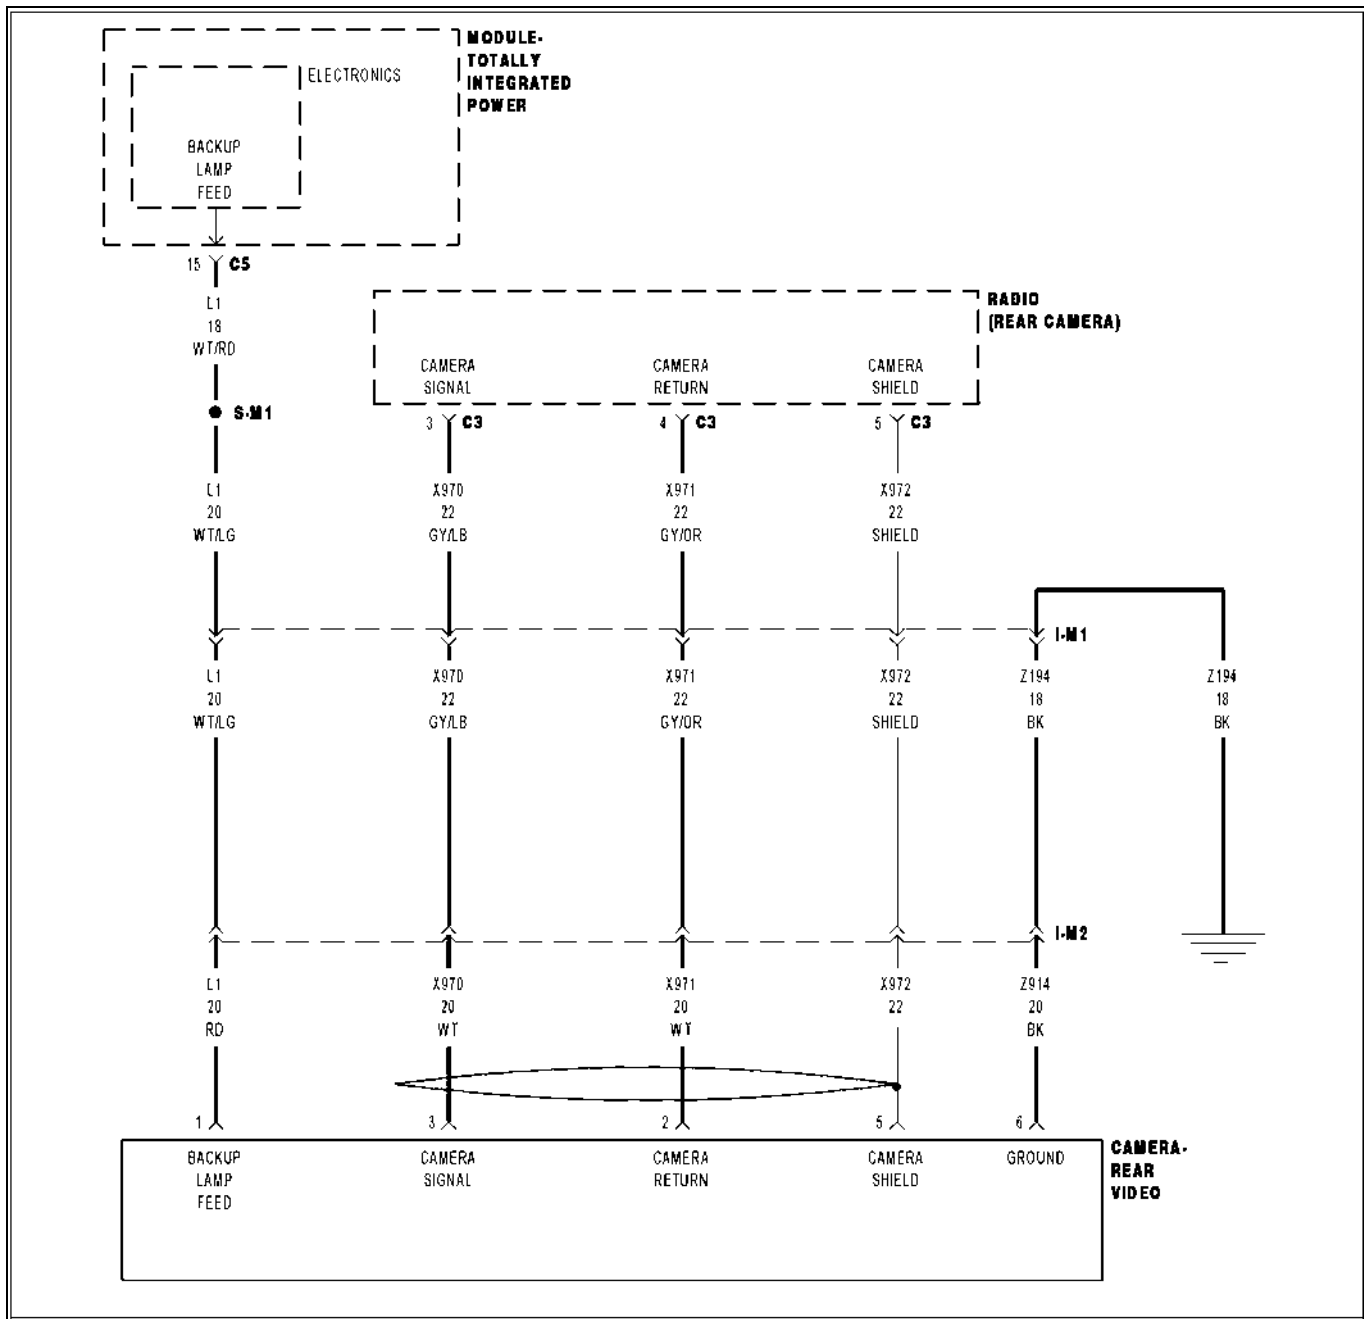 MODULE-
TOTALLY
INTEGRATED
POWER
ELECTRONICS
BACKUP
LAMP
FEED
15 C5
L1
18
WT/RD
RADIO
(REAR CAMERA)
CAMERA CAMERA CAMERA
SIGNAL RETURN SHIELD
S-M1
3 C3 4 C3 5 C3
L1 X970 X971 X972
20 22 22 22
WT/LG GY/LB GY/OR SHIELD
I-M1
L1 X970 X971 X972 Z194 Z194
20 22 22 22 18 18
WT/LG GY/LB GY/OR SHIELD BK BK
I-M2
L1 X970 X971 X972 Z914
20 20 20 22 20
RD WT WT BK
1 3 2 5 6
BACKUP CAMERA CAMERA CAMERA GROUND
LAMP SIGNAL RETURN SHIELD
FEED
CAMERA-
REAR
VIDEO